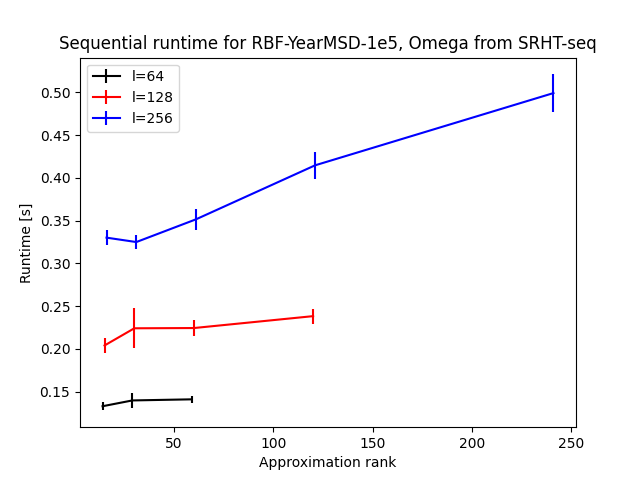 Sequential runtime for RBF-YearMSD-1e5, Omega from SRHT-seq
l=64
l=128
l=256
0.50
0.45
0.40
0.35
0.30
0.25
0.20
0.15
Runtime [s]
50
100
150
200
250
Approximation rank